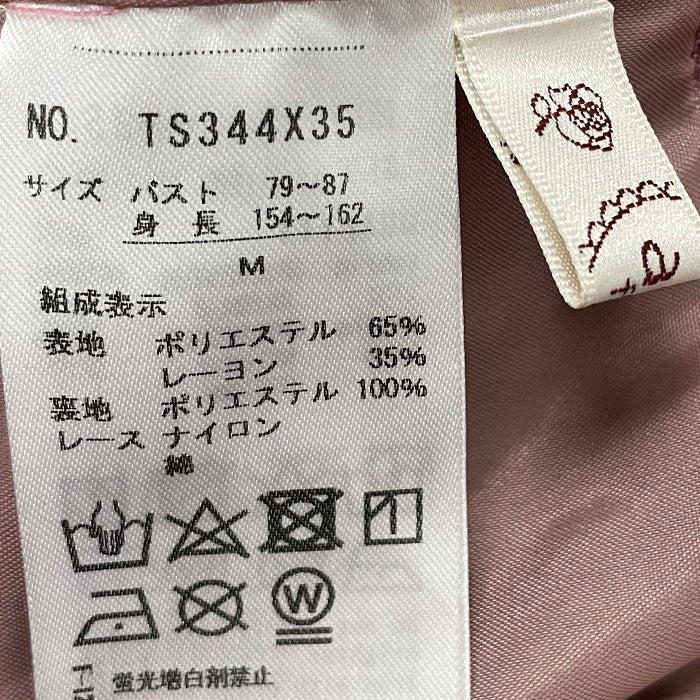 NO. TS344X35
サイズ バスト 79～87
身長 154～162
M
組成表示
表地 ポリエステル 65%
レーヨン 35%
裏地 ポリエステル 100%
レース ナイロン
綿
W
蛍光増白剤禁止